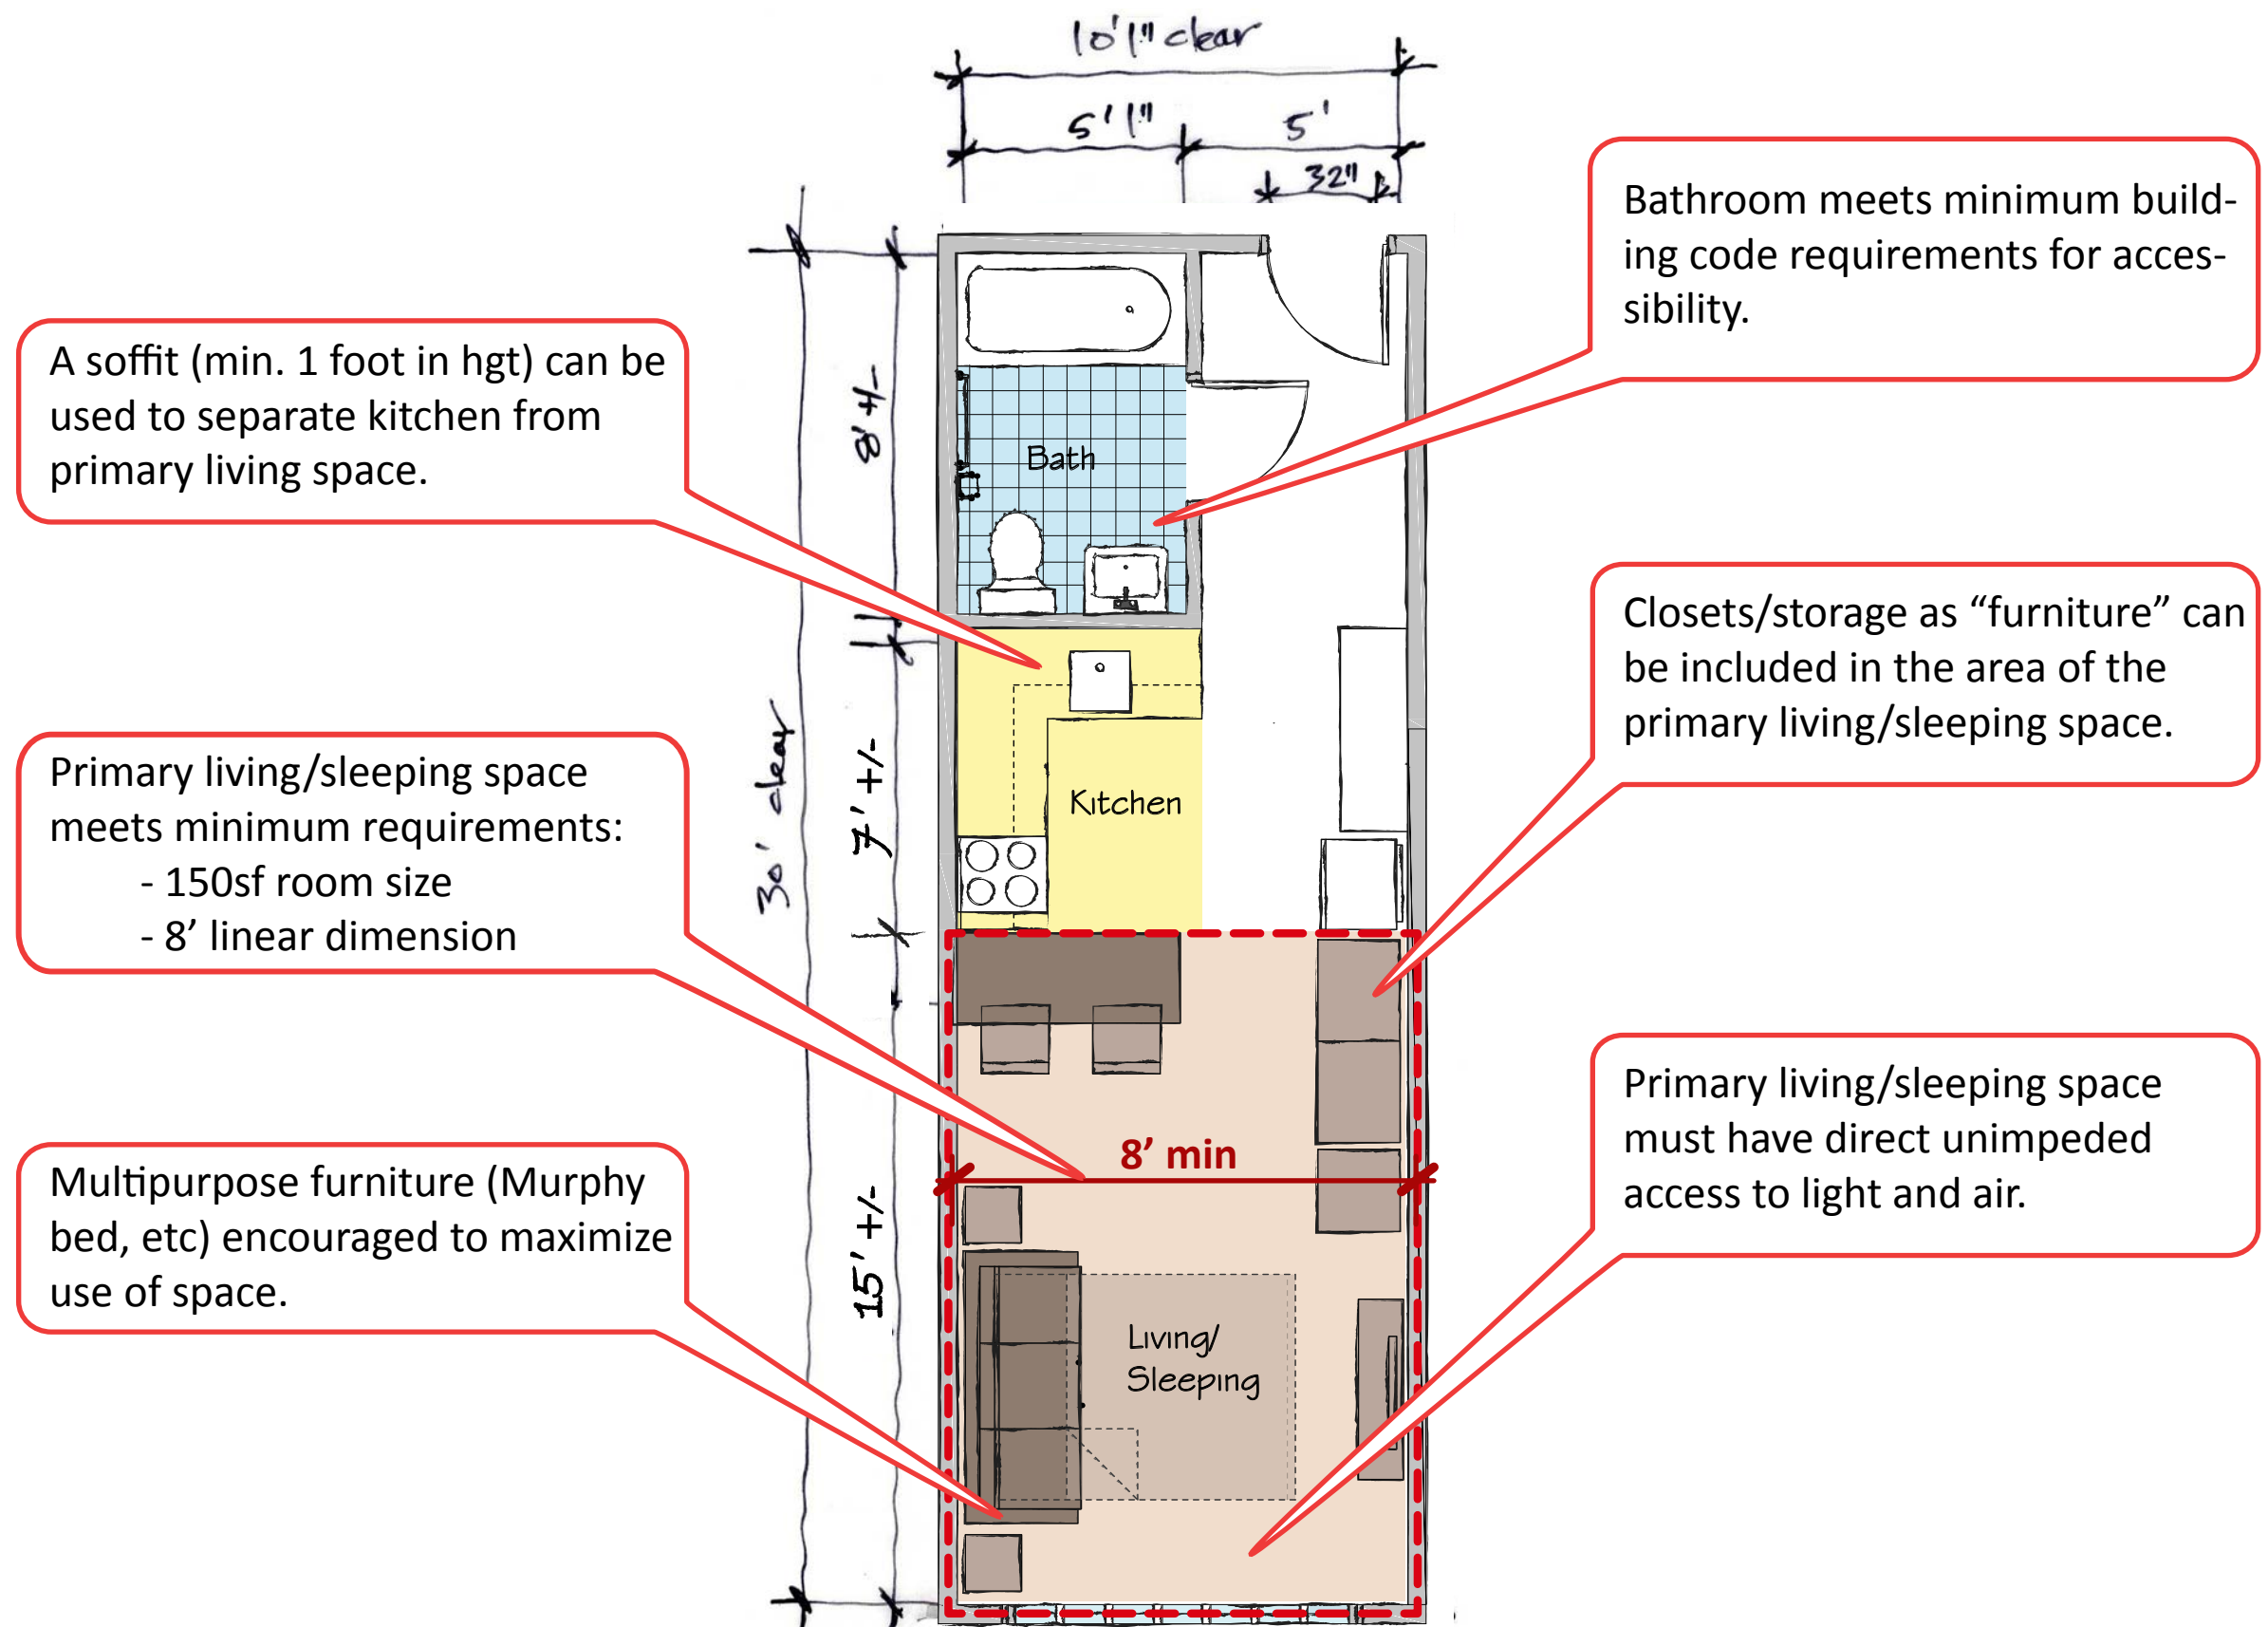 10'1" clear
5'1"
5'
32"
Bathroom meets minimum build-
ing code requirements for acces-
sibility.
A soffit (min. 1 foot in hgt) can be
used to separate kitchen from
primary living space.
8' +/-
Bath
Closets/storage as “furniture” can
be included in the area of the
primary living/sleeping space.
Primary living/sleeping space
meets minimum requirements:
- 150sf room size
- 8’ linear dimension
30' clear
7' +/-
Kitchen
Primary living/sleeping space
must have direct unimpeded
access to light and air.
8’ min
Multipurpose furniture (Murphy
bed, etc) encouraged to maximize
use of space.
15' +/-
Living/
Sleeping